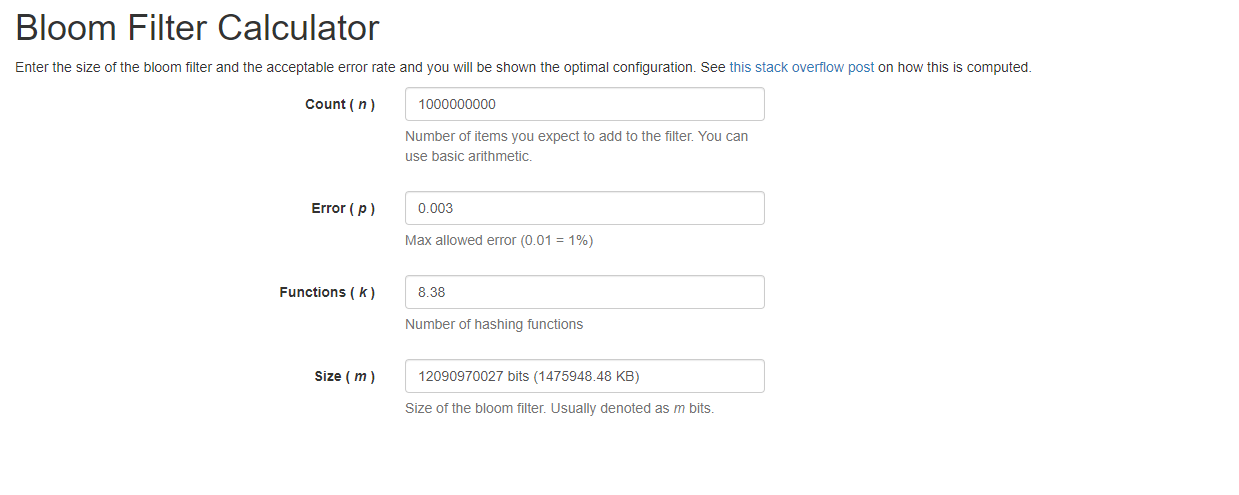 Bloom Filter Calculator
Enter the size of the bloom filter and the acceptable error rate and you will be shown the optimal configuration. See this stack overflow post on how this is computed.
Count ( n ) 1000000000
Number of items you expect to add to the filter. You can
use basic arithmetic.
Error ( p ) 0.003
Max allowed error (0.01 = 1%)
Functions ( k ) 8.38
Number of hashing functions
Size ( m ) 12090970027 bits (1475948.48 KB)
Size of the bloom filter. Usually denoted as m bits.